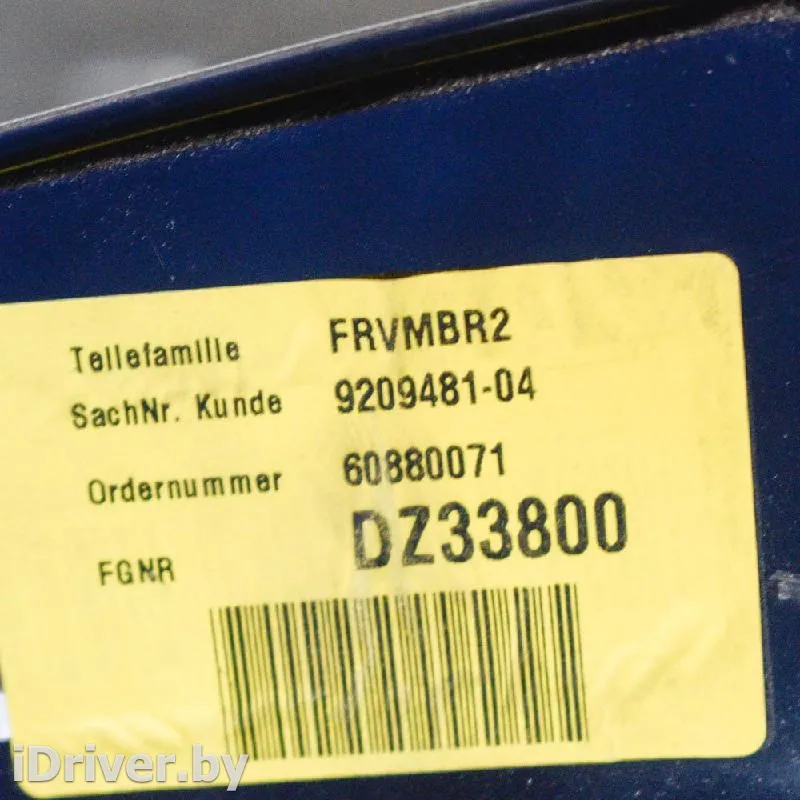 Teilefamilie FRVMBR2
SachNr. Kunde 9209481-04
Ordernummer 60880071
FGNR DZ33800
iDriver.by